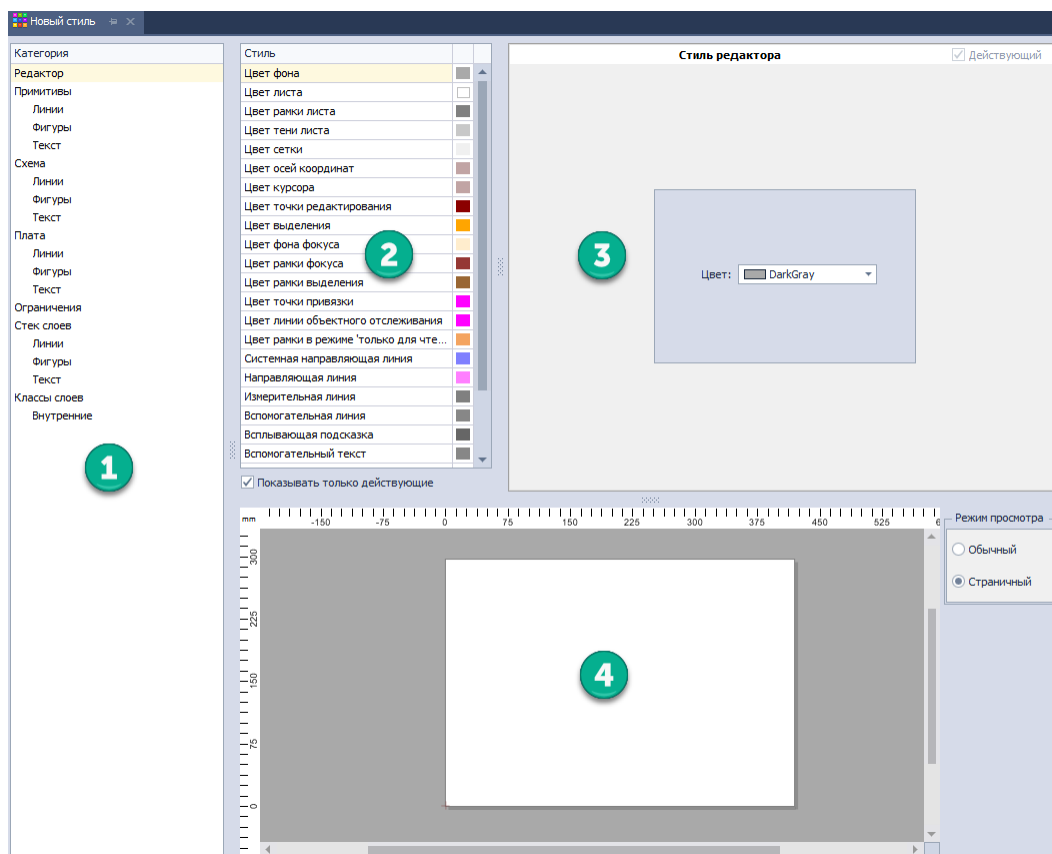 Новый стиль
Категория
Редактор
Примитивы
Линии
Фигуры
Текст
Схема
Линии
Фигуры
Текст
Плата
Линии
Фигуры
Текст
Ограничения
Стек слоев
Линии
Фигуры
Текст
Классы слоев
Внутренние
1
Стиль
Цвет фона
Цвет листа
Цвет рамки листа
Цвет тени листа
Цвет сетки
Цвет осей координат
Цвет курсора
Цвет точки редактирования
Цвет выделения
Цвет фона фокуса
Цвет рамки фокуса
Цвет рамки выделения
Цвет точки привязки
Цвет линии объектного отслеживания
Цвет рамки в режиме 'только для чте...
Системная направляющая линия
Направляющая линия
Измерительная линия
Вспомогательная линия
Всплывающая подсказка
Вспомогательный текст
2
Показывать только действующие
Стиль редактора
Действующий
3
Цвет: DarkGray
mm -150 -75 0 75 150 225 300 375 450 525 6
300
225
150
75
0
4
Режим просмотра
Обычный
Страничный